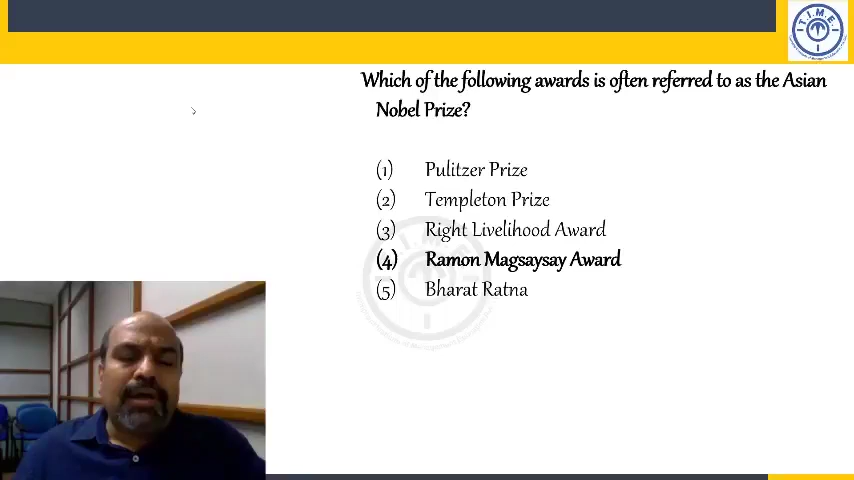 T.I.M.E.
Which of the following awards is often referred to as the Asian
Nobel Prize?
(1) Pulitzer Prize
(2) Templeton Prize
(3) Right Livelihood Award
(4) Ramon Magsaysay Award
(5) Bharat Ratna